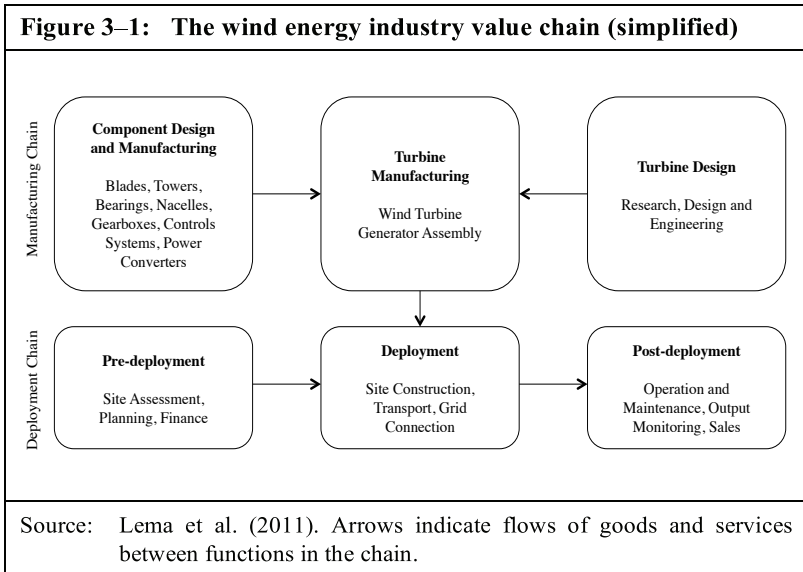 Figure 3–1: The wind energy industry value chain (simplified)
Manufacturing Chain
Component Design
and Manufacturing
Blades, Towers,
Bearings, Nacelles,
Gearboxes, Controls
Systems, Power
Converters
Turbine
Manufacturing
Wind Turbine
Generator Assembly
Turbine Design
Research, Design and
Engineering
Deployment Chain
Pre-deployment
Site Assessment,
Planning, Finance
Deployment
Site Construction,
Transport, Grid
Connection
Post-deployment
Operation and
Maintenance, Output
Monitoring, Sales
Source: Lema et al. (2011). Arrows indicate flows of goods and services
between functions in the chain.